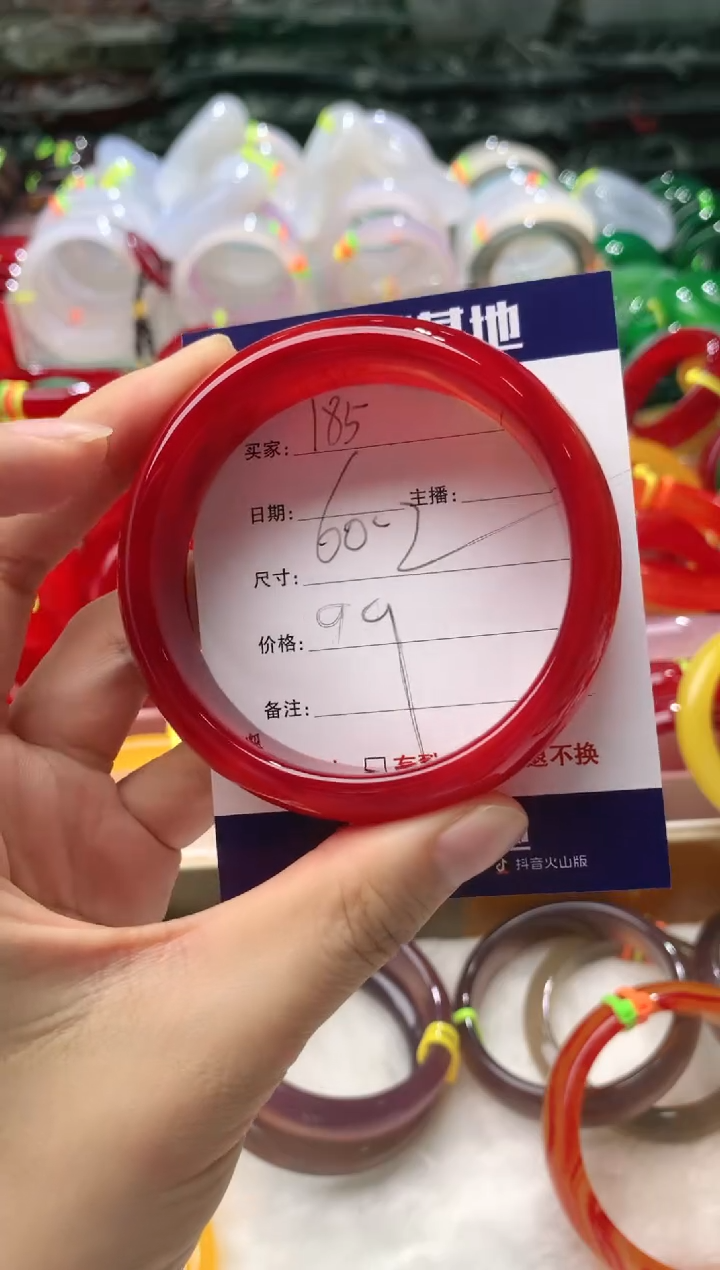 基地
买家: 185
日期: 主播:
尺寸: 60-2
价格: 99
备注:
退不换
抖音火山版